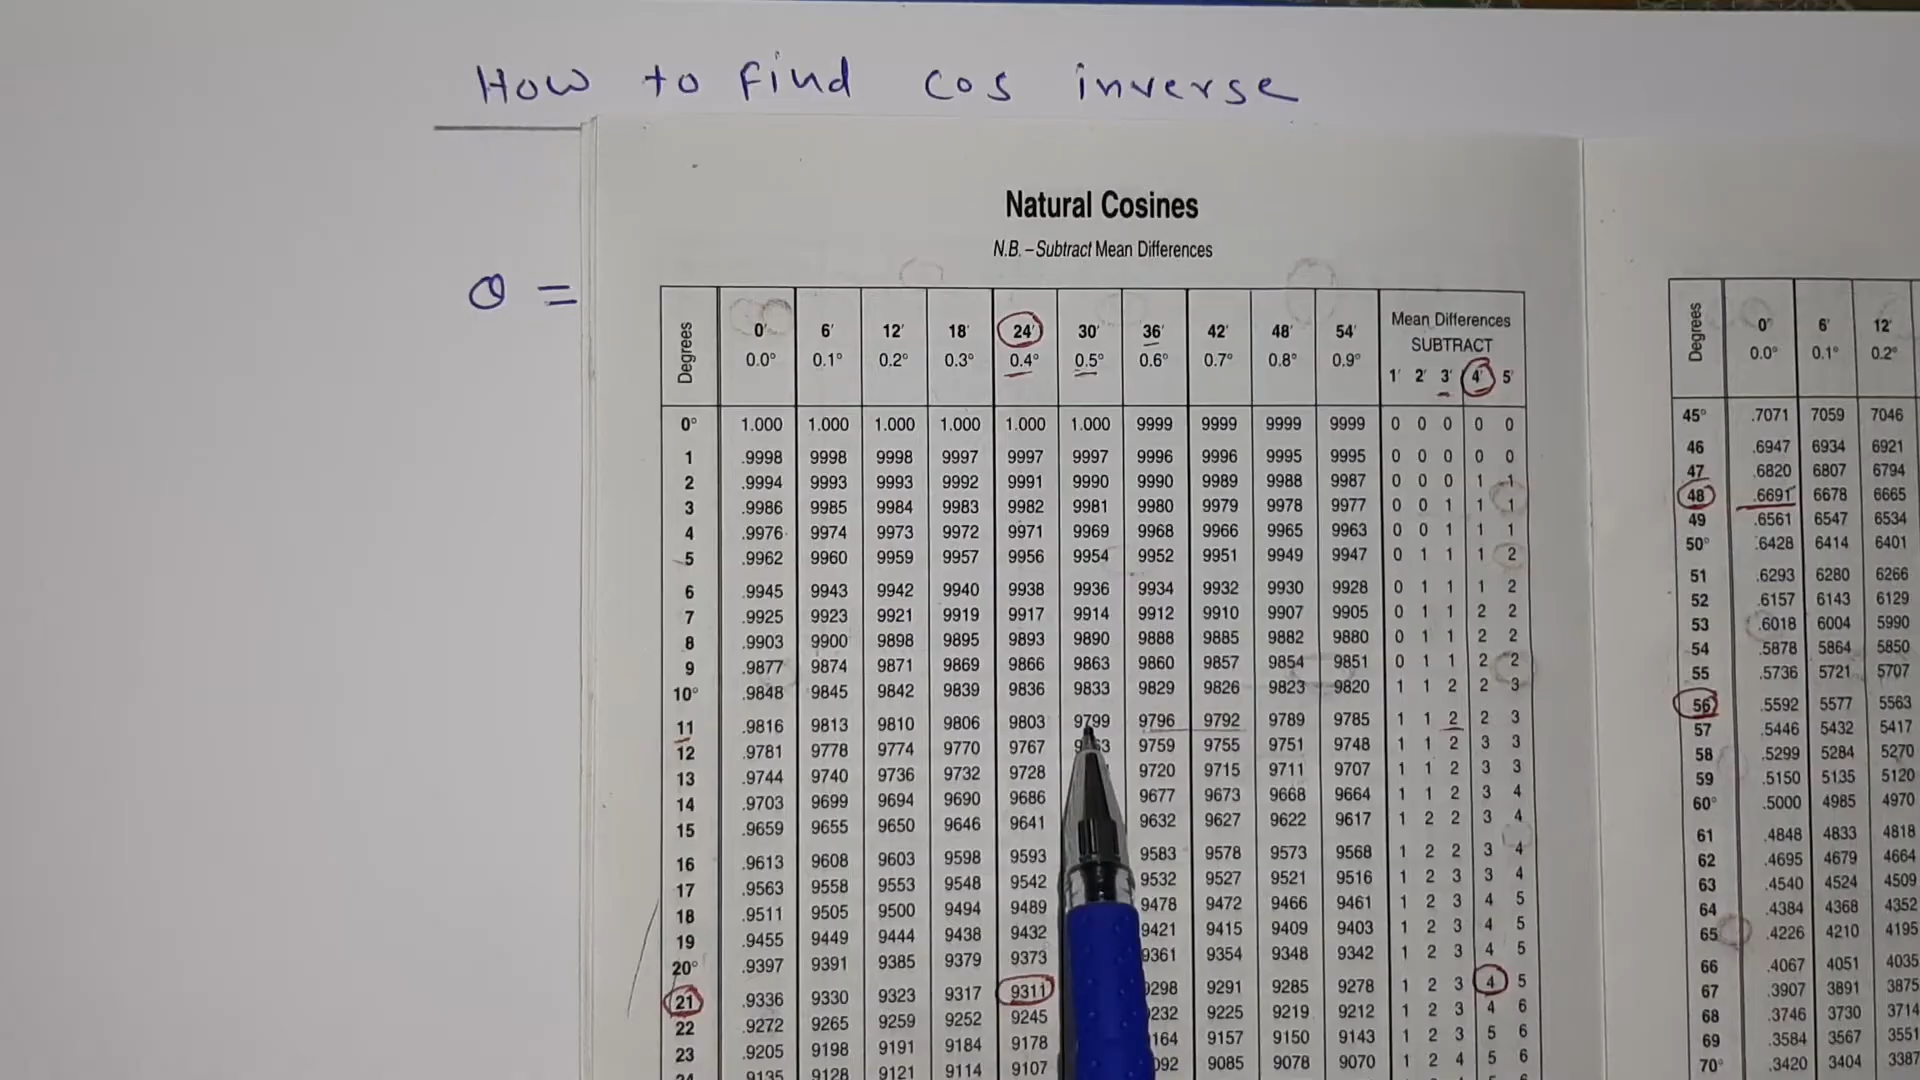 How to find cos inverse
Natural Cosines
N.B. – Subtract Mean Differences
θ =
Degrees 0' 6' 12' 18' 24' 30' 36' 42' 48' 54' Mean Differences
SUBTRACT
0.0° 0.1° 0.2° 0.3° 0.4° 0.5° 0.6° 0.7° 0.8° 0.9° 1' 2' 3' 4' 5'
0° 1.000 1.000 1.000 1.000 1.000 1.000 9999 9999 9999 9999 0 0 0 0 0
1 .9998 9998 9998 9997 9997 9997 9996 9996 9995 9995 0 0 0 0 0
2 .9994 9993 9993 9992 9991 9990 9990 9989 9988 9987 0 0 0 1 1
3 .9986 9985 9984 9983 9982 9981 9980 9979 9978 9977 0 0 1 1 1
4 .9976 9974 9973 9972 9971 9969 9968 9966 9965 9963 0 0 1 1 1
5 .9962 9960 9959 9957 9956 9954 9952 9951 9949 9947 0 1 1 1 2
6 .9945 9943 9942 9940 9938 9936 9934 9932 9930 9928 0 1 1 1 2
7 .9925 9923 9921 9919 9917 9914 9912 9910 9907 9905 0 1 1 2 2
8 .9903 9900 9898 9895 9893 9890 9888 9885 9882 9880 0 1 1 2 2
9 .9877 9874 9871 9869 9866 9863 9860 9857 9854 9851 0 1 1 2 2
10° .9848 9845 9842 9839 9836 9833 9829 9826 9823 9820 1 1 2 2 3
11 .9816 9813 9810 9806 9803 9799 9796 9792 9789 9785 1 1 2 2 3
12 .9781 9778 9774 9770 9767 9759 9755 9751 9748 1 1 2 3 3
13 .9744 9740 9736 9732 9728 9720 9715 9711 9707 1 1 2 3 3
14 .9703 9699 9694 9690 9686 9677 9673 9668 9664 1 1 2 3 4
15 .9659 9655 9650 9646 9641 9632 9627 9622 9617 1 2 2 3 4
16 .9613 9608 9603 9598 9593 9583 9578 9573 9568 1 2 2 3 4
17 .9563 9558 9553 9548 9542 9532 9527 9521 9516 1 2 3 3 4
18 .9511 9505 9500 9494 9489 9478 9472 9466 9461 1 2 3 4 5
19 .9455 9449 9444 9438 9432 9421 9415 9409 9403 1 2 3 4 5
20° .9397 9391 9385 9379 9373 9361 9354 9348 9342 1 2 3 4 5
21 .9336 9330 9323 9317 9311 9298 9291 9285 9278 1 2 3 4 5
22 .9272 9265 9259 9252 9245 9232 9225 9219 9212 1 2 3 4 6
23 .9205 9198 9191 9184 9178 9164 9157 9150 9143 1 2 3 5 6
9135 9128 9121 9114 9107 9092 9085 9078 9070 1 2 4 5 6
Degrees 0' 6' 12'
0.0° 0.1° 0.2°
45° .7071 7059 7046
46 .6947 6934 6921
47 .6820 6807 6794
48 .6691 6678 6665
49 .6561 6547 6534
50° .6428 6414 6401
51 .6293 6280 6266
52 .6157 6143 6129
53 .6018 6004 5990
54 .5878 5864 5850
55 .5736 5721 5707
56 .5592 5577 5563
57 .5446 5432 5417
58 .5299 5284 5270
59 .5150 5135 5120
60° .5000 4985 4970
61 .4848 4833 4818
62 .4695 4679 4664
63 .4540 4524 4509
64 .4384 4368 4352
65 .4226 4210 4195
66 .4067 4051 4035
67 .3907 3891 3875
68 .3746 3730 3714
69 .3584 3567 3551
70° .3420 3404 3387